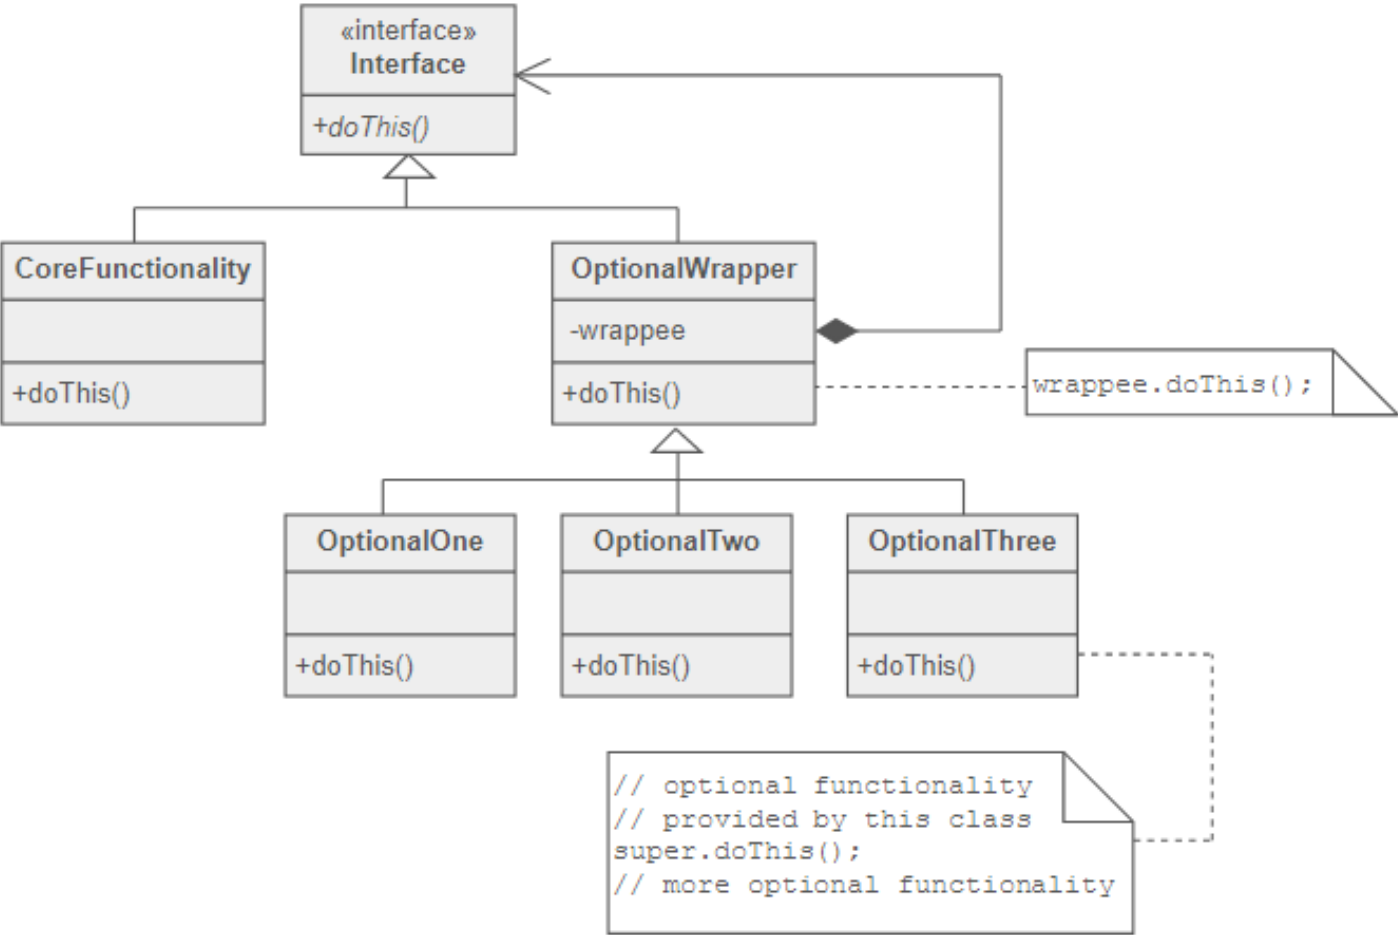 «interface»
Interface
+doThis()
CoreFunctionality
+doThis()
OptionalWrapper
-wrappee
+doThis()
wrappee.doThis();
OptionalOne
+doThis()
OptionalTwo
+doThis()
OptionalThree
+doThis()
// optional functionality
// provided by this class
super.doThis();
// more optional functionality